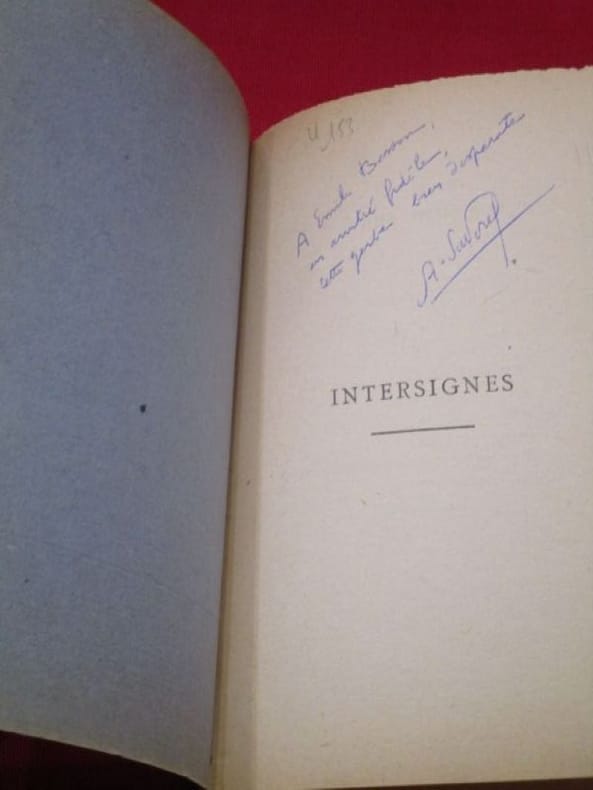 U 153
A Emile Besson,
en amitié fidèle,
cette gerbe bien disparate
A. Savoret
INTERSIGNES